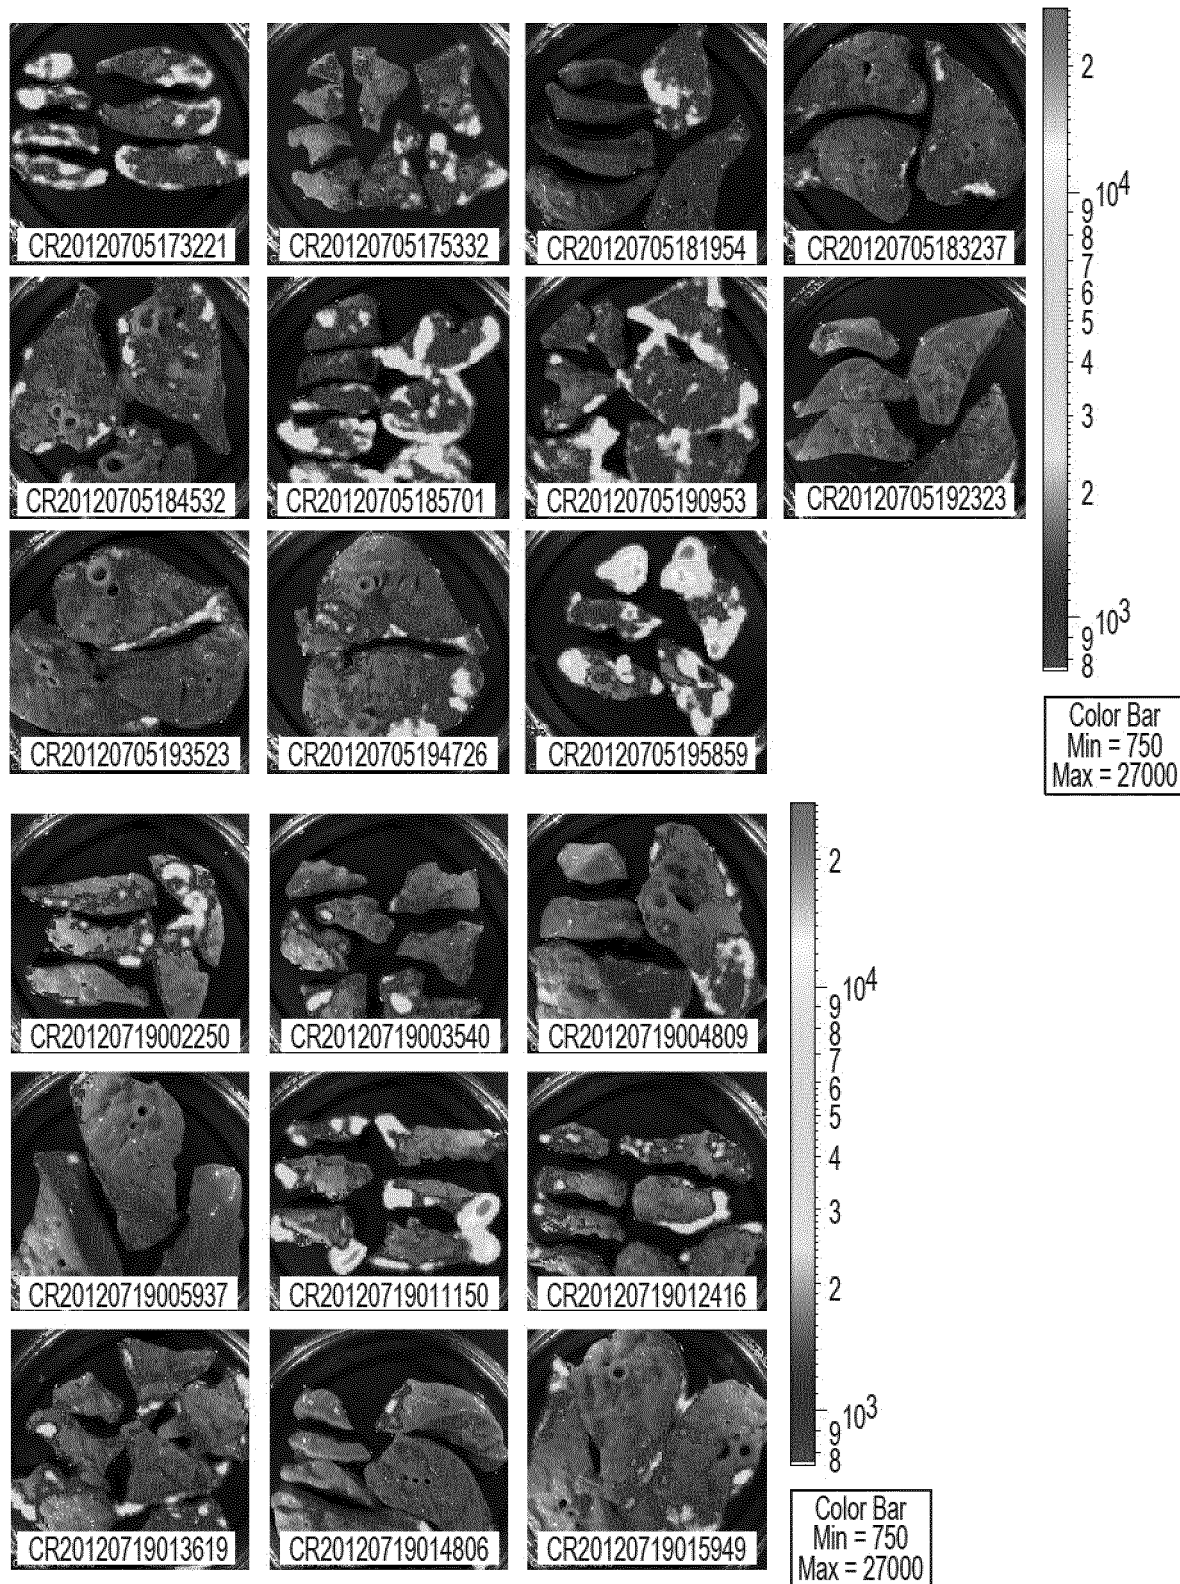 CR20120705173221
CR20120705175332
CR20120705181954
CR20120705183237
CR20120705184532
CR20120705185701
CR20120705190953
CR20120705192323
CR20120705193523
CR20120705194726
CR20120705195859
2
10^4
9
8
7
6
5
4
3
2
10^3
9
8
Color Bar
Min = 750
Max = 27000
CR20120719002250
CR20120719003540
CR20120719004809
CR20120719005937
CR20120719011150
CR20120719012416
CR20120719013619
CR20120719014806
CR20120719015949
2
10^4
9
8
7
6
5
4
3
2
10^3
9
8
Color Bar
Min = 750
Max = 27000